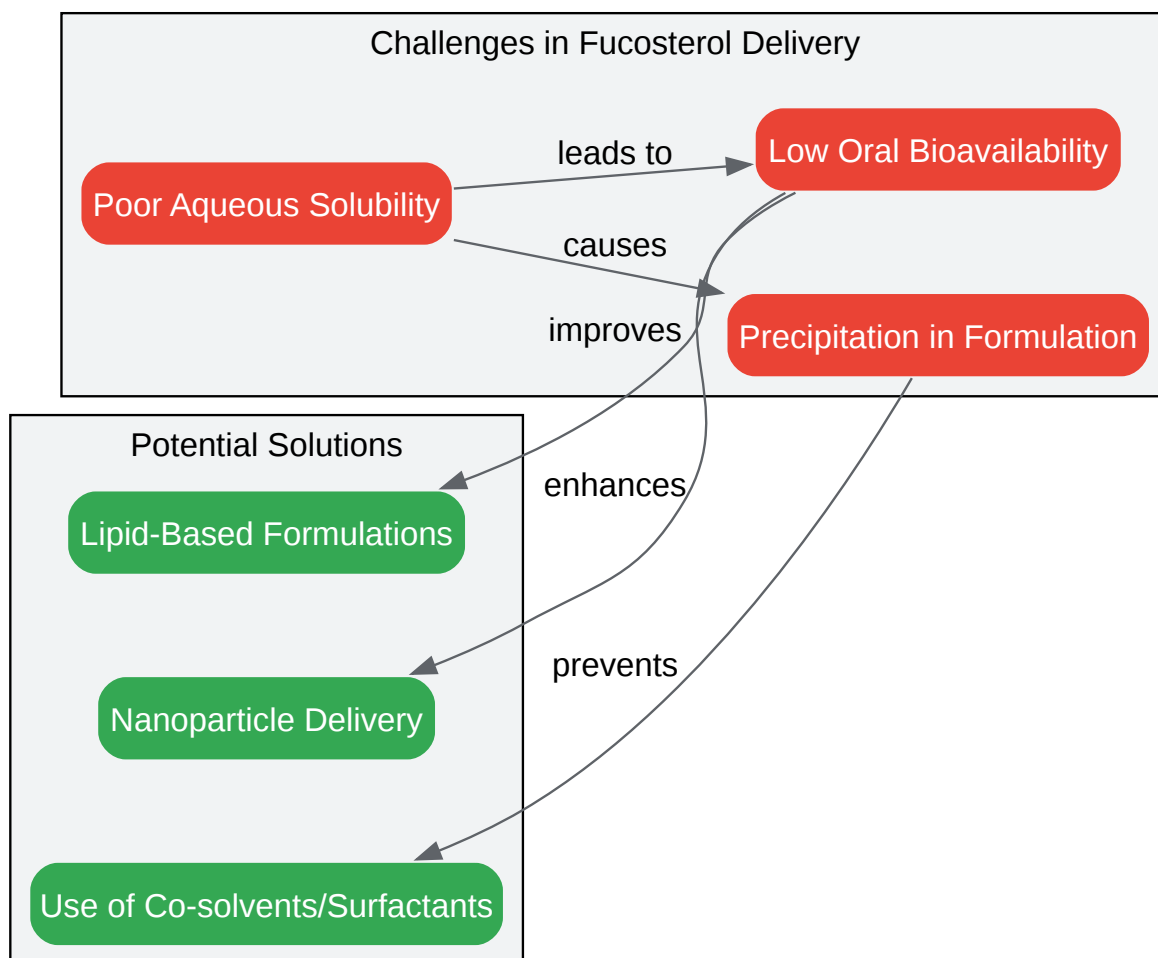 Challenges in Fucosterol Delivery
leads to
Low Oral Bioavailability
Poor Aqueous Solubility
causes
improves
Precipitation in Formulation
Potential Solutions
enhances
Lipid-Based Formulations
prevents
Nanoparticle Delivery
Use of Co-solvents/Surfactants